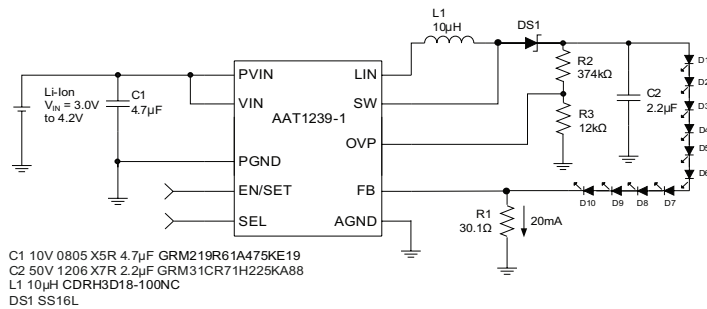 L1
10μH
DS1
Li-Ion
VIN = 3.0V
to 4.2V
C1
4.7μF
PVIN
VIN
PGND
EN/SET
SEL
AAT1239-1
LIN
SW
OVP
FB
AGND
R2
374kΩ
R3
12kΩ
C2
2.2μF
D1
D2
D3
D4
D5
D6
D10 D9 D8 D7
R1
30.1Ω
20mA
C1 10V 0805 X5R 4.7μF GRM219R61A475KE19
C2 50V 1206 X7R 2.2μF GRM31CR71H225KA88
L1 10μH CDRH3D18-100NC
DS1 SS16L